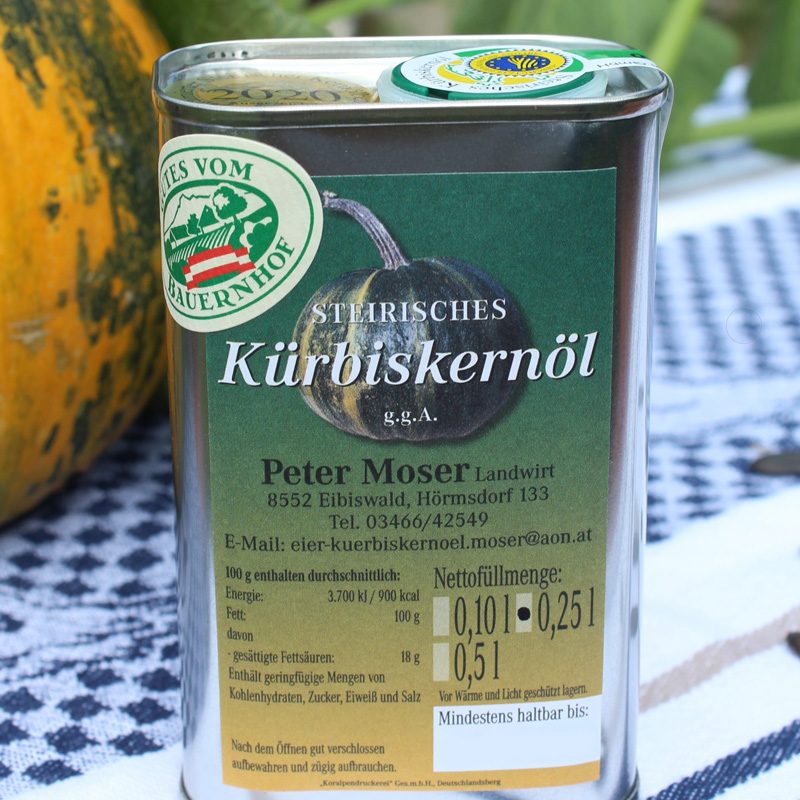 2020
GUTES VOM
BAUERNHOF
STEIRISCHES
Kürbiskernöl
g.g.A.
Peter Moser Landwirt
8552 Eibiswald, Hörmsdorf 133
Tel. 03466/42549
E-Mail: eier-kuerbiskernoel.moser@aon.at
100 g enthalten durchschnittlich:
Energie: 3.700 kJ / 900 kcal
Fett: 100 g
davon
- gesättigte Fettsäuren: 18 g
Enthält geringfügige Mengen von
Kohlenhydraten, Zucker, Eiweiß und Salz
Nach dem Öffnen gut verschlossen
aufbewahren und zügig aufbrauchen.
Nettofüllmenge:
0,10 l 0,25 l
0,5 l
Vor Wärme und Licht geschützt lagern.
Mindestens haltbar bis:
„Koralpendruckerei“ Ges.m.b.H., Deutschlandsberg